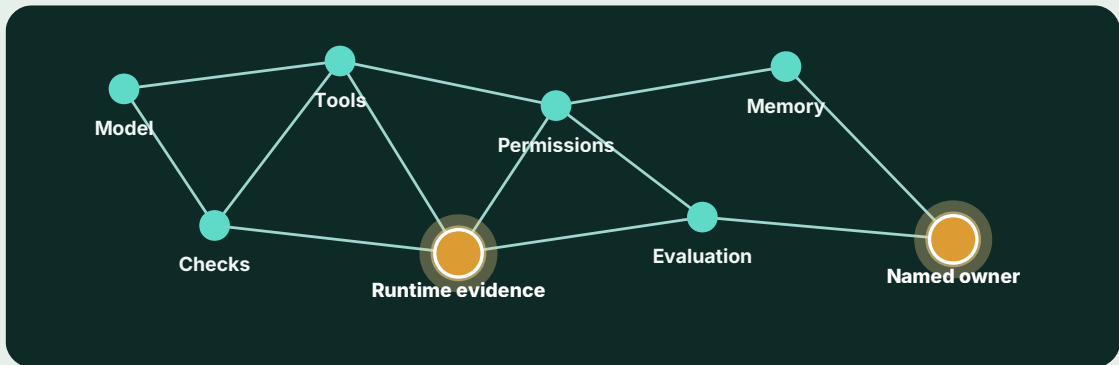 Model
Tools
Permissions
Memory
Checks
Runtime evidence
Evaluation
Named owner